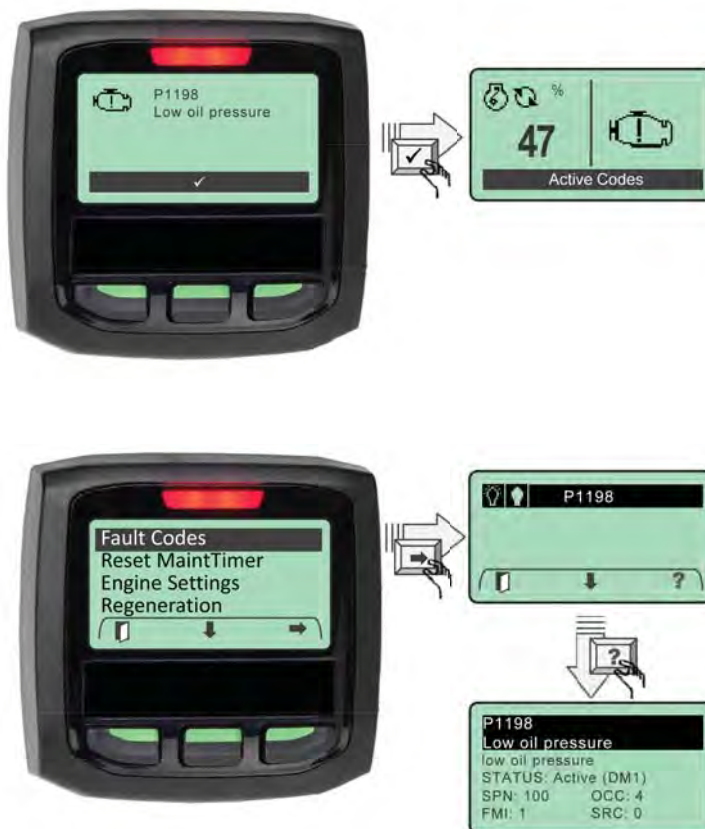 P1198
Low oil pressure
✓
✓
%
47
Active Codes
Fault Codes
Reset MaintTimer
Engine Settings
Regeneration
P1198
?
?
P1198
Low oil pressure
low oil pressure
STATUS: Active (DM1)
SPN: 100 OCC: 4
FMI: 1 SRC: 0